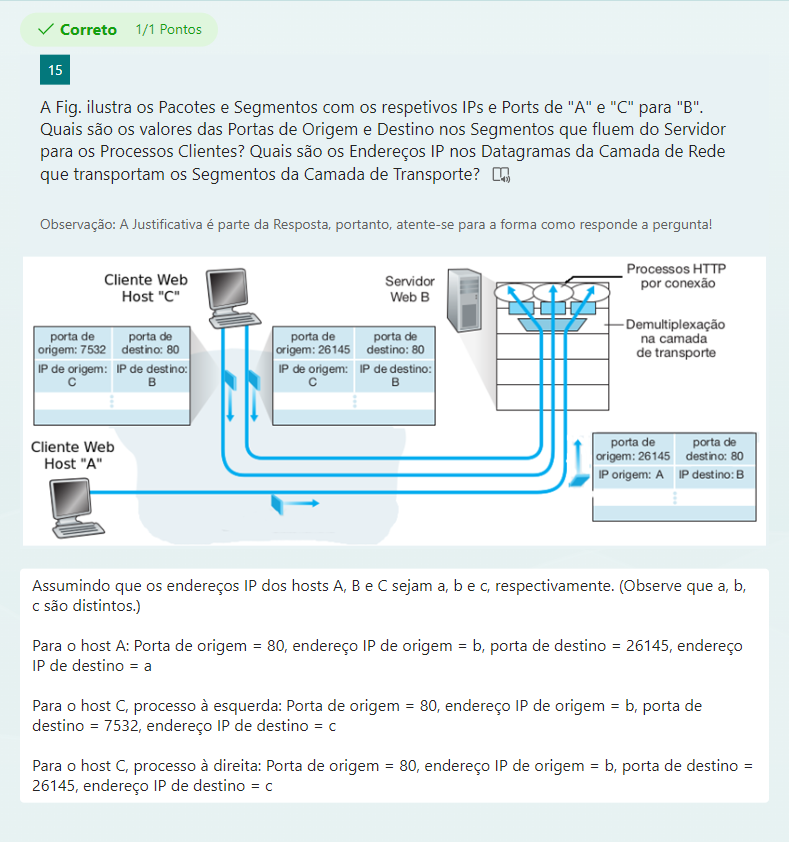 Correto 1/1 Pontos
15
A Fig. ilustra os Pacotes e Segmentos com os respetivos IPs e Ports de "A" e "C" para "B".
Quais são os valores das Portas de Origem e Destino nos Segmentos que fluem do Servidor
para os Processos Clientes? Quais são os Endereços IP nos Datagramas da Camada de Rede
que transportam os Segmentos da Camada de Transporte?
Observação: A Justificativa é parte da Resposta, portanto, atente-se para a forma como responde a pergunta!
Cliente Web
Host "C"
Servidor
Web B
Processos HTTP
por conexão
Demultiplexação
na camada
de transporte
porta de
origem: 7532
porta de
destino: 80
IP de origem:
C
IP de destino:
B
porta de
origem: 26145
porta de
destino: 80
IP de origem:
C
IP de destino:
B
Cliente Web
Host "A"
porta de
origem: 26145
porta de
destino: 80
IP origem: A
IP destino: B
Assumindo que os endereços IP dos hosts A, B e C sejam a, b e c, respectivamente. (Observe que a, b,
c são distintos.)
Para o host A: Porta de origem = 80, endereço IP de origem = b, porta de destino = 26145, endereço
IP de destino = a
Para o host C, processo à esquerda: Porta de origem = 80, endereço IP de origem = b, porta de
destino = 7532, endereço IP de destino = c
Para o host C, processo à direita: Porta de origem = 80, endereço IP de origem = b, porta de destino =
26145, endereço IP de destino = c